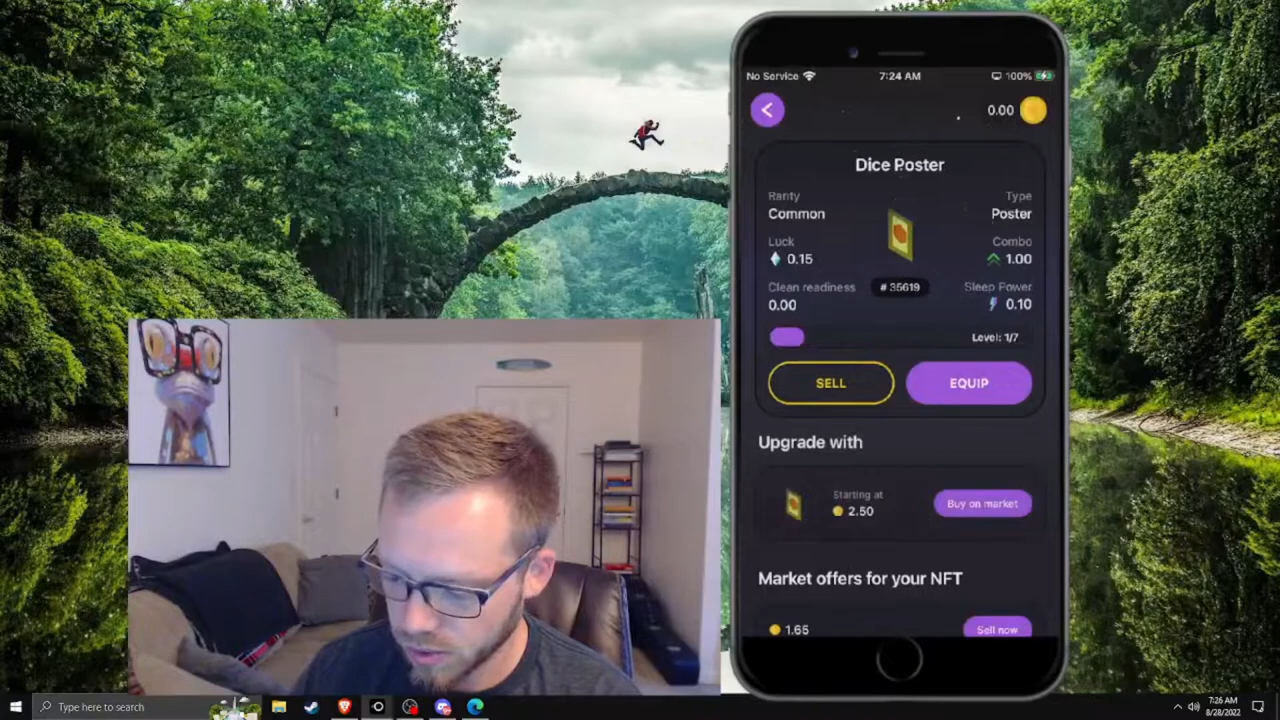 No Service 7:24 AM 100%
0.00
Dice Poster
Rarity Type
Common Poster
Luck Combo
0.15 1.00
Clean readiness # 35619 Sleep Power
0.00 0.10
Level: 1/7
SELL EQUIP
Upgrade with
Starting at
2.50 Buy on market
Market offers for your NFT
1.65 Sell now
Type here to search
7:26 AM
8/28/2022